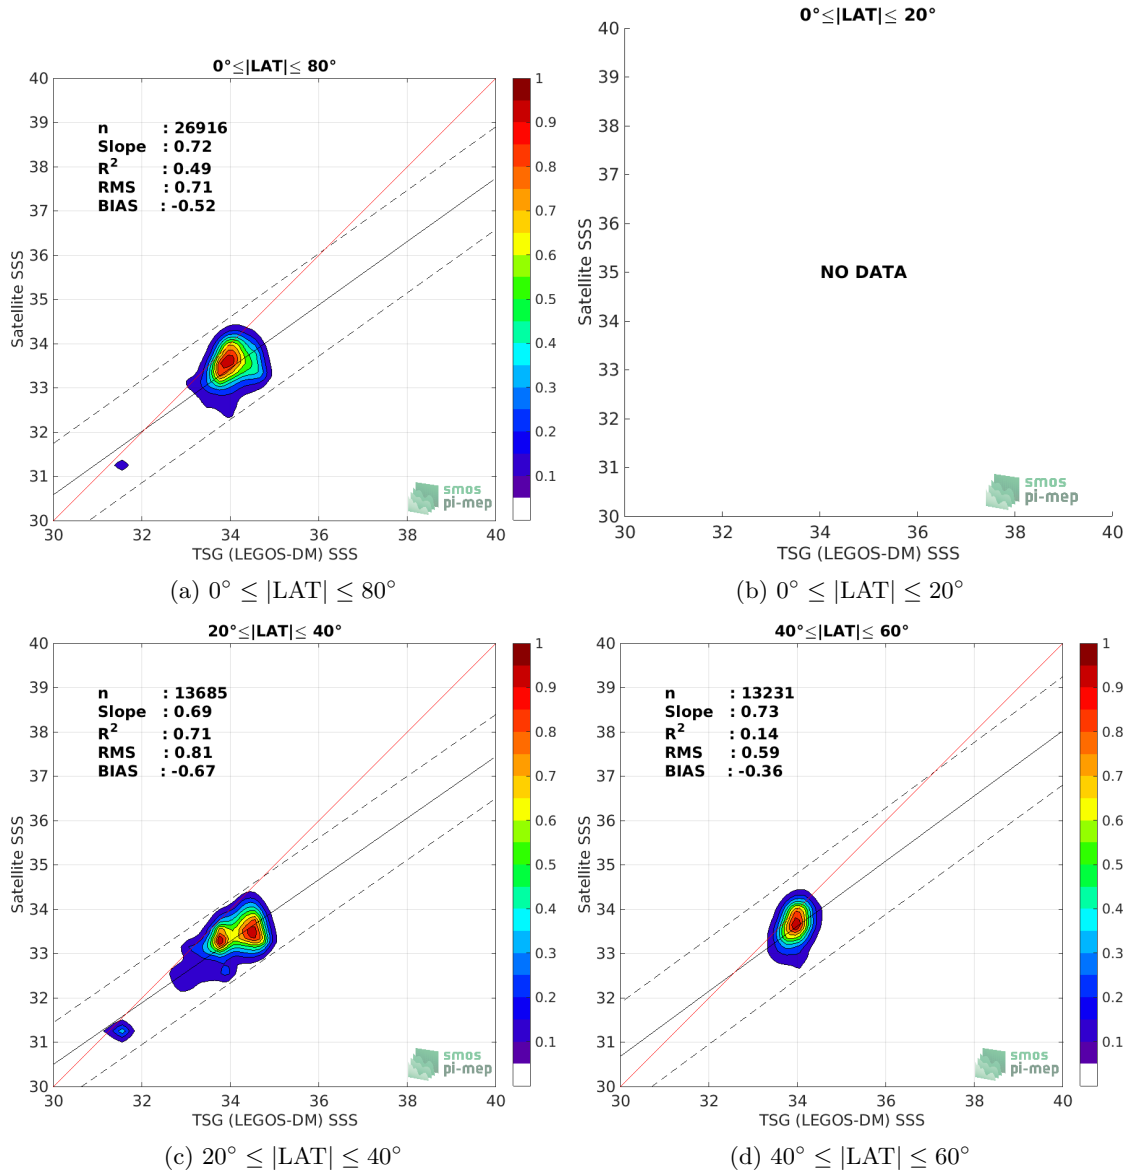 0°≤|LAT|≤ 80°
40
39
38
37
36
35
34
33
32
31
30
30
32
34
36
38
40
Satellite SSS
TSG (LEGOS-DM) SSS
n : 26916
Slope : 0.72
R² : 0.49
RMS : 0.71
BIAS : -0.52
1
0.9
0.8
0.7
0.6
0.5
0.4
0.3
0.2
0.1
smos
pi-mep
(a) 0° ≤ |LAT| ≤ 80°
0°≤|LAT|≤ 20°
40
39
38
37
36
35
34
33
32
31
30
30
32
34
36
38
40
Satellite SSS
TSG (LEGOS-DM) SSS
NO DATA
smos
pi-mep
(b) 0° ≤ |LAT| ≤ 20°
20°≤|LAT|≤ 40°
40
39
38
37
36
35
34
33
32
31
30
30
32
34
36
38
40
Satellite SSS
TSG (LEGOS-DM) SSS
n : 13685
Slope : 0.69
R² : 0.71
RMS : 0.81
BIAS : -0.67
1
0.9
0.8
0.7
0.6
0.5
0.4
0.3
0.2
0.1
smos
pi-mep
(c) 20° ≤ |LAT| ≤ 40°
40°≤|LAT|≤ 60°
40
39
38
37
36
35
34
33
32
31
30
30
32
34
36
38
40
Satellite SSS
TSG (LEGOS-DM) SSS
n : 13231
Slope : 0.73
R² : 0.14
RMS : 0.59
BIAS : -0.36
1
0.9
0.8
0.7
0.6
0.5
0.4
0.3
0.2
0.1
smos
pi-mep
(d) 40° ≤ |LAT| ≤ 60°